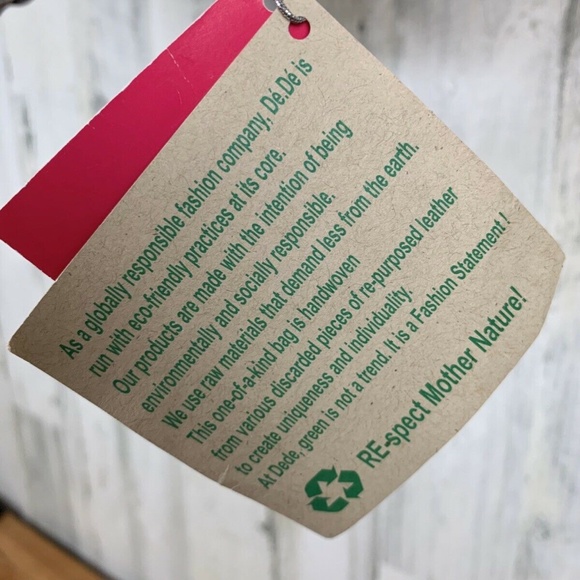 As a globally responsible fashion company, Dé.Dé is
run with eco-friendly practices at its core.
Our products are made with the intention of being
environmentally and socially responsible.
We use raw materials that demand less from the earth.
This one-of-a-kind bag is handwoven
from various discarded pieces of re-purposed leather
to create uniqueness and individuality.
At Dede, green is not a trend. It is a Fashion Statement !
RE-spect Mother Nature!